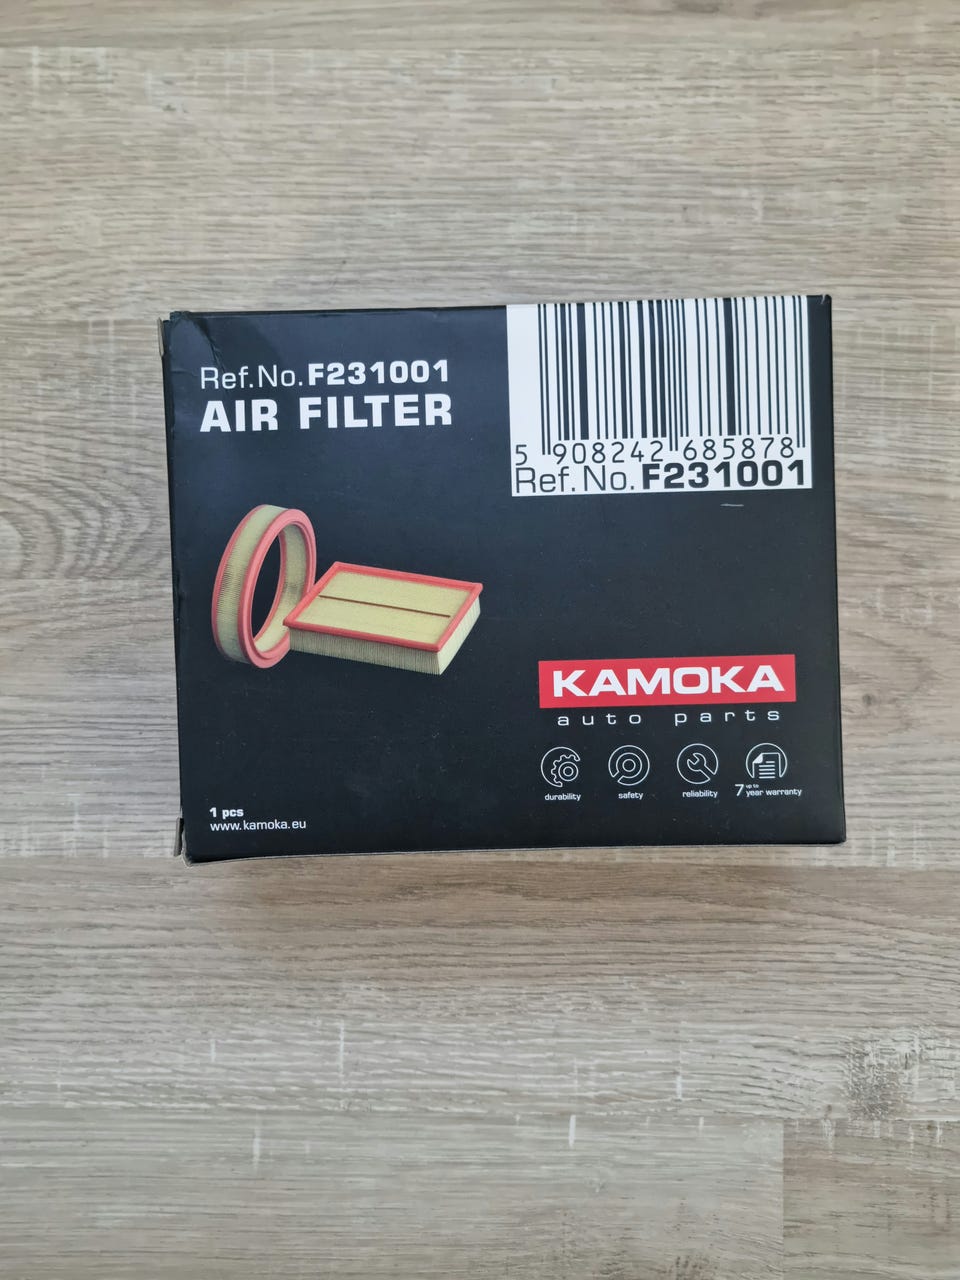 Ref.No.F231001
AIR FILTER
5 908242 685878
Ref.No.F231001
KAMOKA
auto parts
durability
safety
reliability
7 up to year warranty
1 pcs
www.kamoka.eu